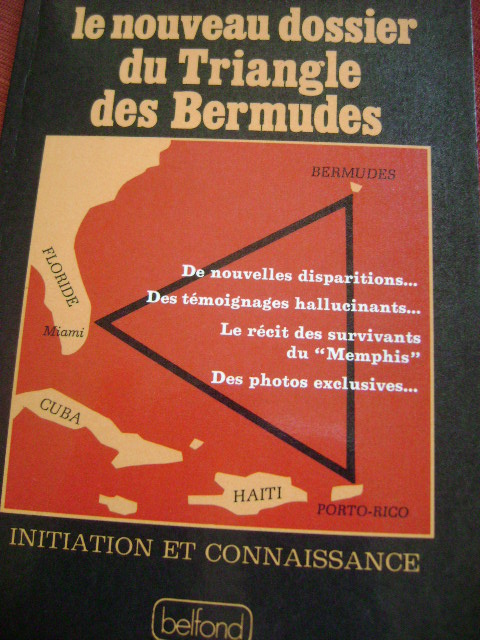 le nouveau dossier
du Triangle
des Bermudes
BERMUDES
FLORIDE
De nouvelles disparitions...
Des témoignages hallucinants...
Miami
Le récit des survivants
du “Memphis”
Des photos exclusives...
CUBA
HAITI
PORTO-RICO
INITIATION ET CONNAISSANCE
belfond